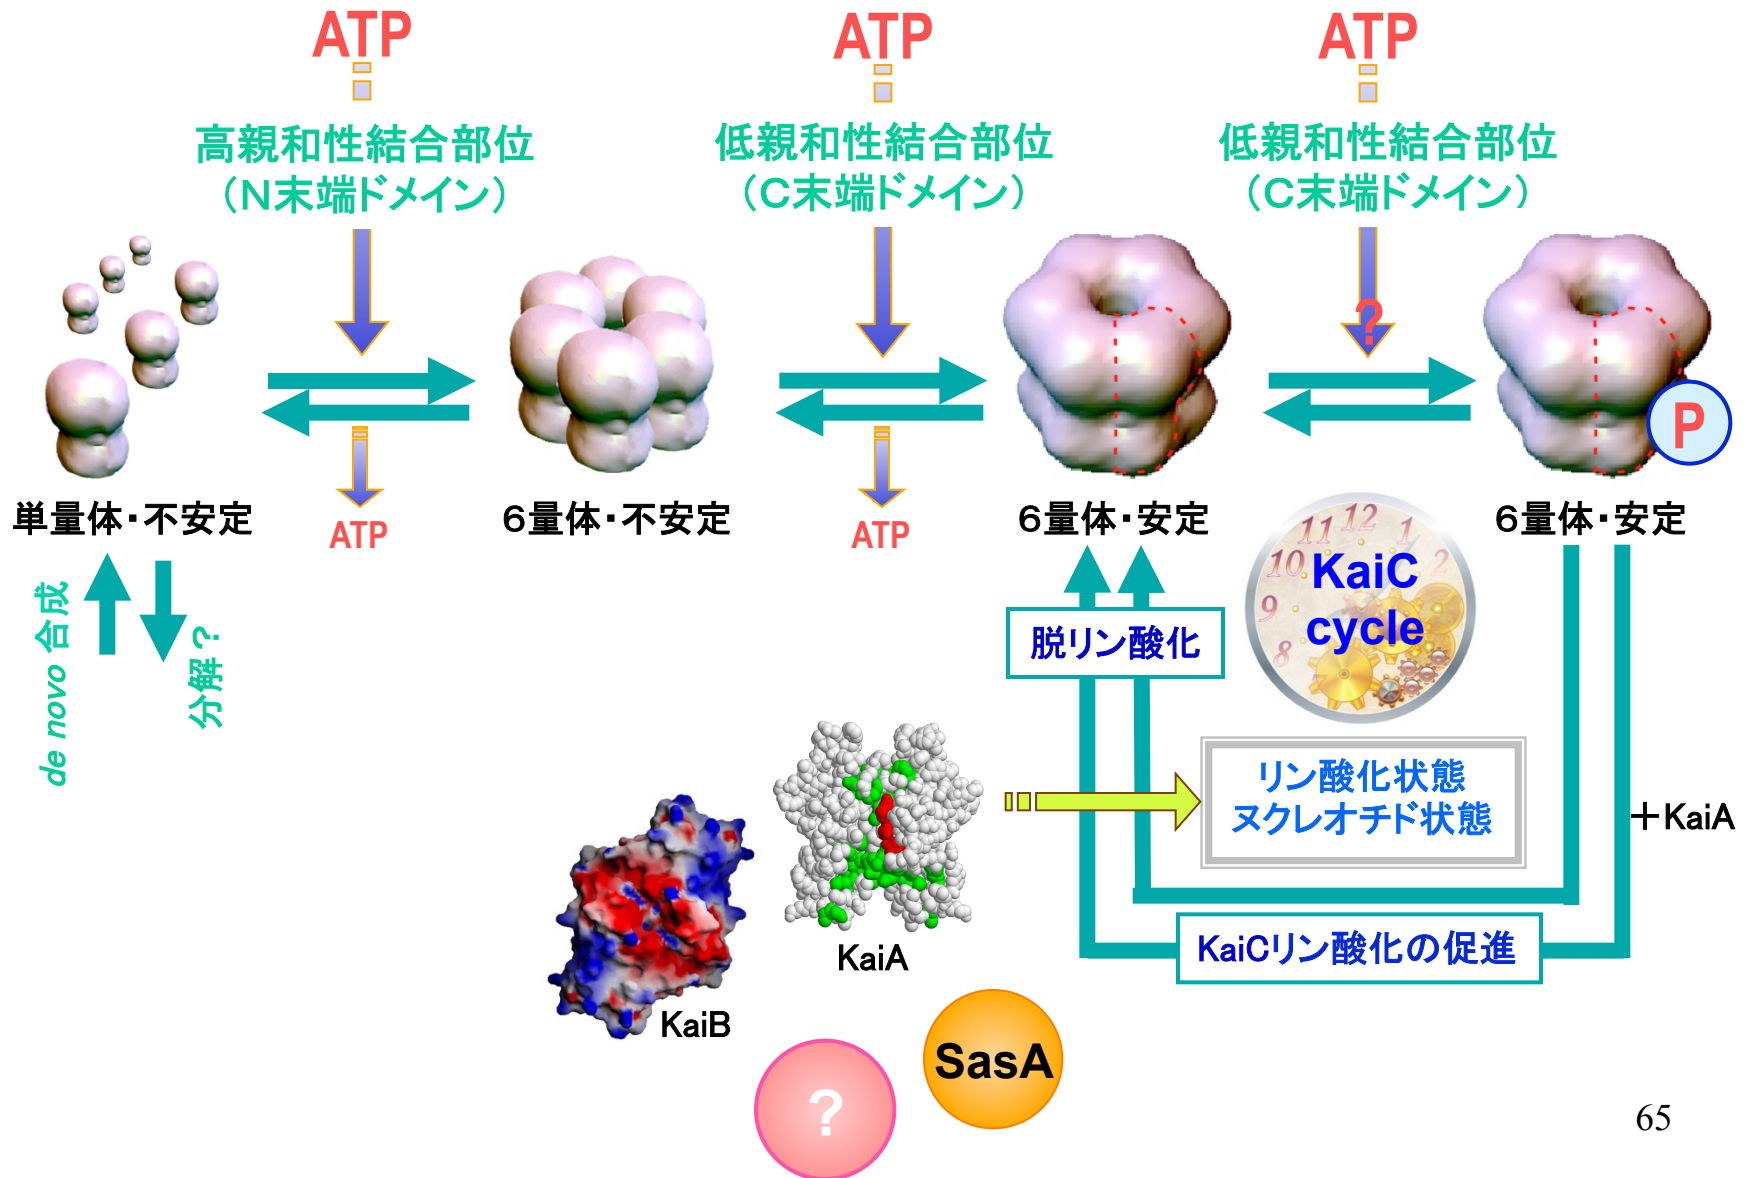 ATP
ATP
ATP
高親和性結合部位
（N末端ドメイン）
低親和性結合部位
（C末端ドメイン）
低親和性結合部位
（C末端ドメイン）
?
P
単量体・不安定
ATP
6量体・不安定
ATP
6量体・安定
6量体・安定
de novo 合成
分解？
11 12 1
10 2
9
8
KaiC
cycle
脱リン酸化
リン酸化状態
ヌクレオチド状態
＋KaiA
KaiCリン酸化の促進
KaiA
KaiB
SasA
?
65